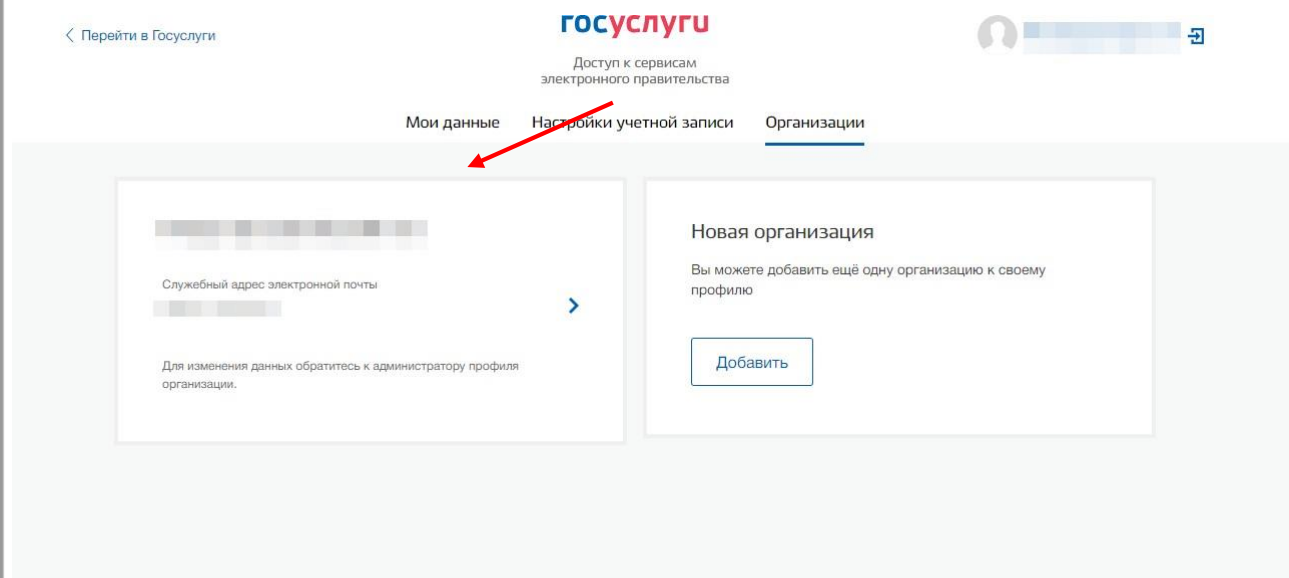 Перейти в Госуслуги
госуслуги
Доступ к сервисам
электронного правительства
Мои данные Настройки учетной записи Организации
Служебный адрес электронной почты
Для изменения данных обратитесь к администратору профиля
организации.
Новая организация
Вы можете добавить ещё одну организацию к своему
профилю
Добавить